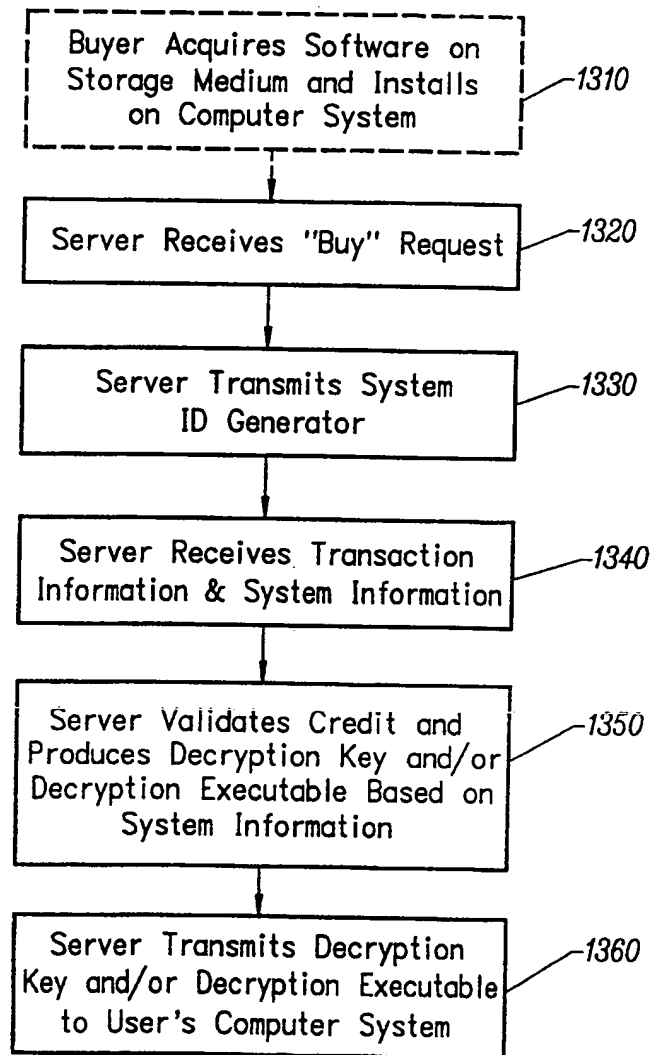 Buyer Acquires Software on
Storage Medium and Installs
on Computer System
1310
Server Receives "Buy" Request
1320
Server Transmits System
ID Generator
1330
Server Receives Transaction
Information & System Information
1340
Server Validates Credit and
Produces Decryption Key and/or
Decryption Executable Based on
System Information
1350
Server Transmits Decryption
Key and/or Decryption Executable
to User's Computer System
1360